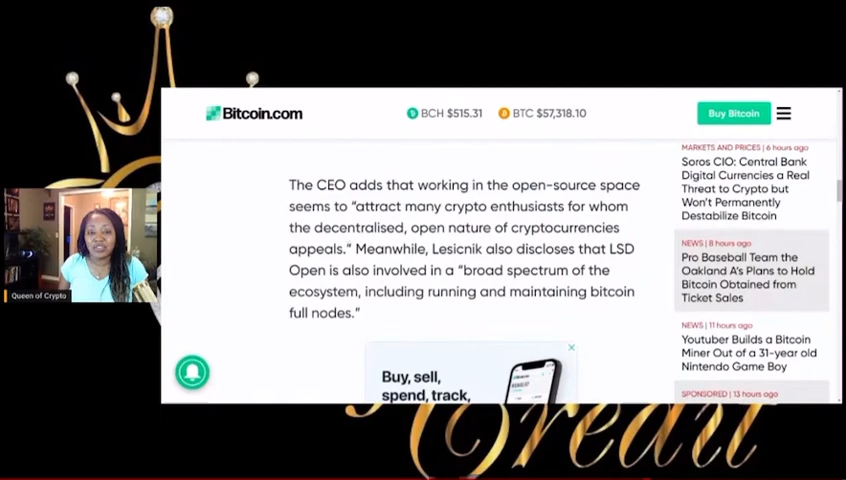 Bitcoin.com
BCH $515.31
BTC $57,318.10
Buy Bitcoin
The CEO adds that working in the open-source space
seems to “attract many crypto enthusiasts for whom
the decentralised, open nature of cryptocurrencies
appeals.” Meanwhile, Lesicnik also discloses that LSD
Open is also involved in a “broad spectrum of the
ecosystem, including running and maintaining bitcoin
full nodes.”
Buy, sell,
spend, track,
MARKETS AND PRICES | 6 hours ago
Soros CIO: Central Bank
Digital Currencies a Real
Threat to Crypto but
Won't Permanently
Destabilize Bitcoin
NEWS | 8 hours ago
Pro Baseball Team the
Oakland A's Plans to Hold
Bitcoin Obtained from
Ticket Sales
NEWS | 11 hours ago
Youtuber Builds a Bitcoin
Miner Out of a 31-year old
Nintendo Game Boy
SPONSORED | 13 hours ago
Queen of Crypto
Credit